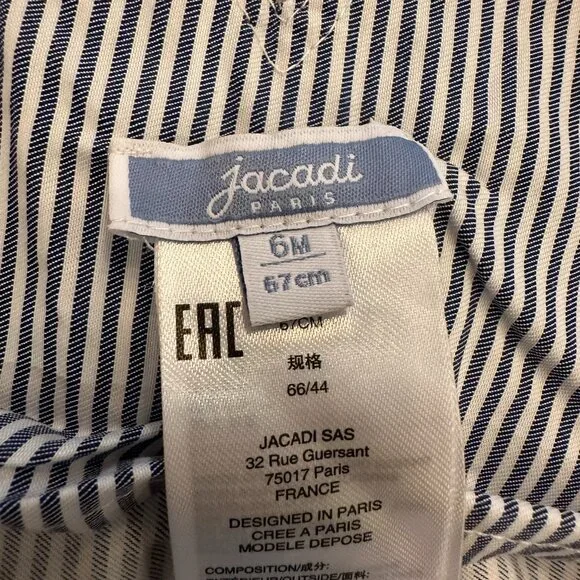 jacadi
PARIS
6M
67cm
EAC
67CM
规格
66/44
JACADI SAS
32 Rue Guersant
75017 Paris
FRANCE
DESIGNED IN PARIS
CREE A PARIS
MODELE DEPOSE
COMPOSITION/成分: